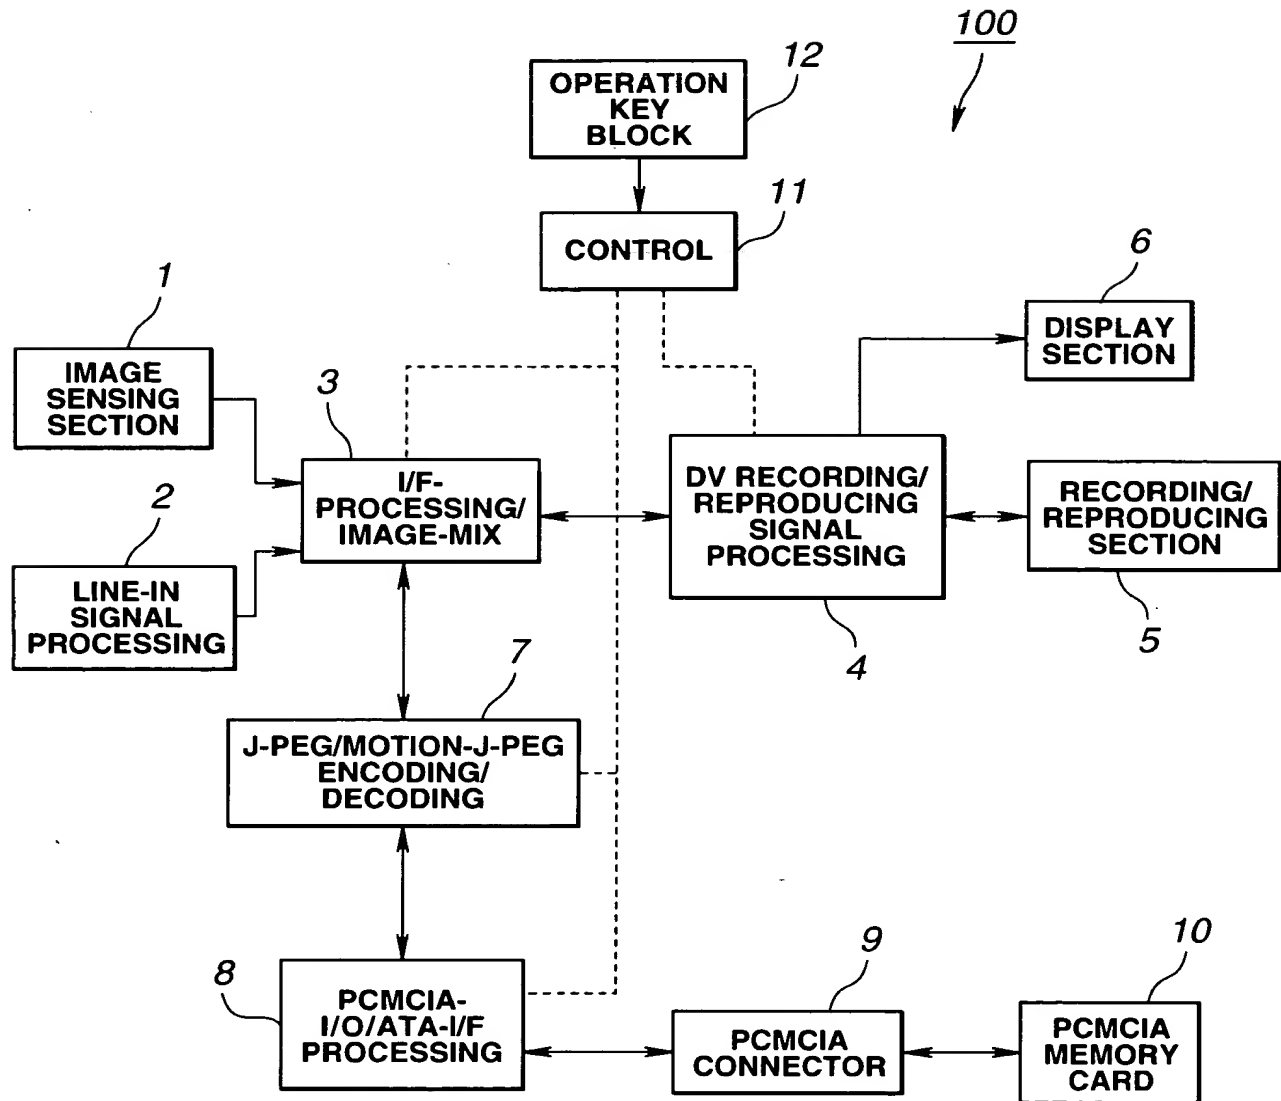 100
12
OPERATION
KEY
BLOCK
11
CONTROL
6
DISPLAY
SECTION
1
IMAGE
SENSING
SECTION
3
I/F-
PROCESSING/
IMAGE-MIX
DV RECORDING/
REPRODUCING
SIGNAL
PROCESSING
4
RECORDING/
REPRODUCING
SECTION
5
2
LINE-IN
SIGNAL
PROCESSING
7
J-PEG/MOTION-J-PEG
ENCODING/
DECODING
8
PCMCIA-
I/O/ATA-I/F
PROCESSING
9
PCMCIA
CONNECTOR
10
PCMCIA
MEMORY
CARD